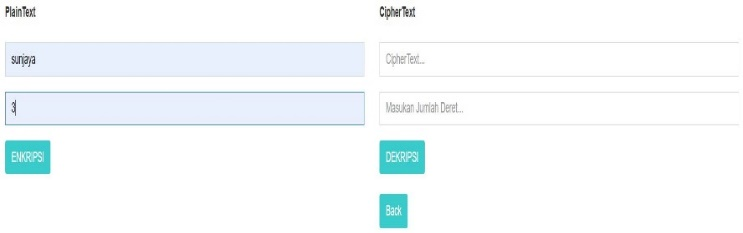 PlainText
sunjaya
3
ENKRIPSI
CipherText
CipherText...
Masukan Jumlah Deret...
DEKRIPSI
Back